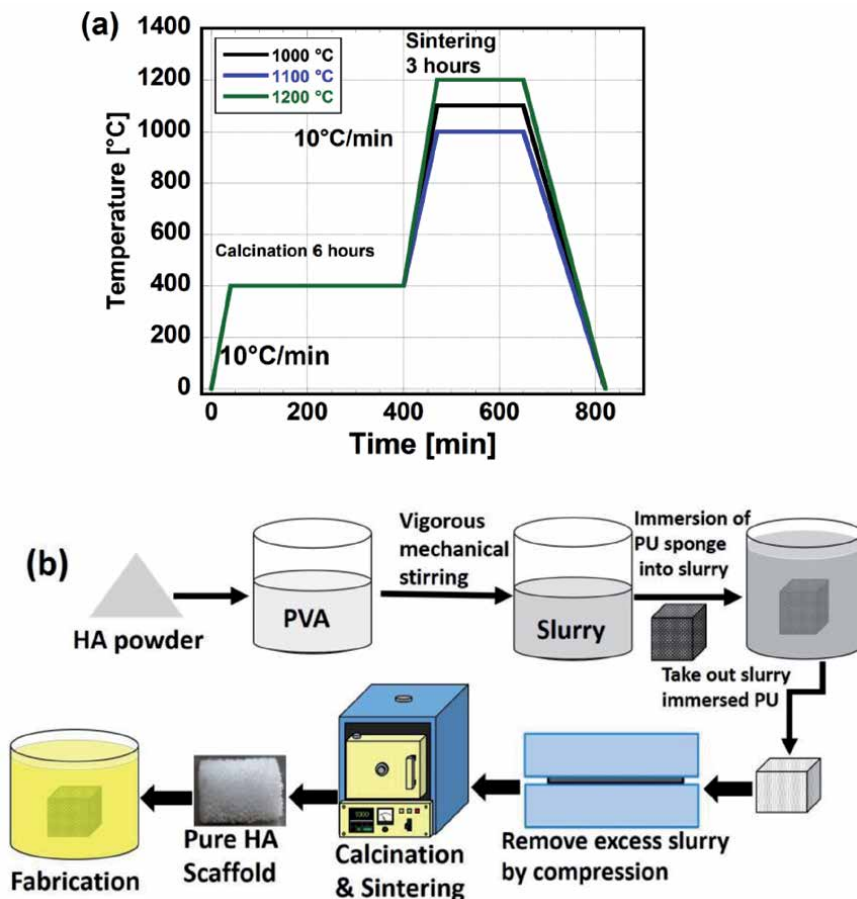 (a)
1400
1200
1000
800
600
400
200
0
Temperature [°C]
1000 °C
1100 °C
1200 °C
Sintering
3 hours
10°C/min
Calcination 6 hours
10°C/min
0
200
400
600
800
Time [min]
(b)
HA powder
PVA
Vigorous
mechanical
stirring
Slurry
Immersion of
PU sponge
into slurry
Take out slurry
immersed PU
Remove excess slurry
by compression
Calcination
& Sintering
Pure HA
Scaffold
Fabrication